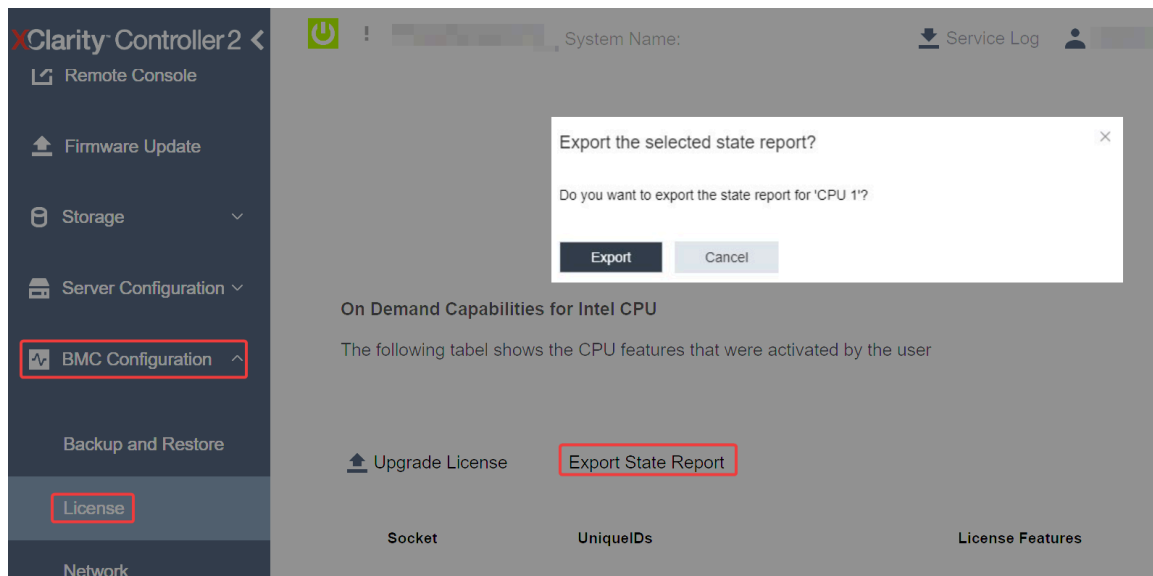 XClarity Controller 2
Remote Console
Firmware Update
Storage
Server Configuration
BMC Configuration
Backup and Restore
License
Network
! System Name: Service Log
Export the selected state report? ×
Do you want to export the state report for 'CPU 1'?
Export Cancel
On Demand Capabilities for Intel CPU
The following tabel shows the CPU features that were activated by the user
Upgrade License Export State Report
Socket UniqueIDs License Features